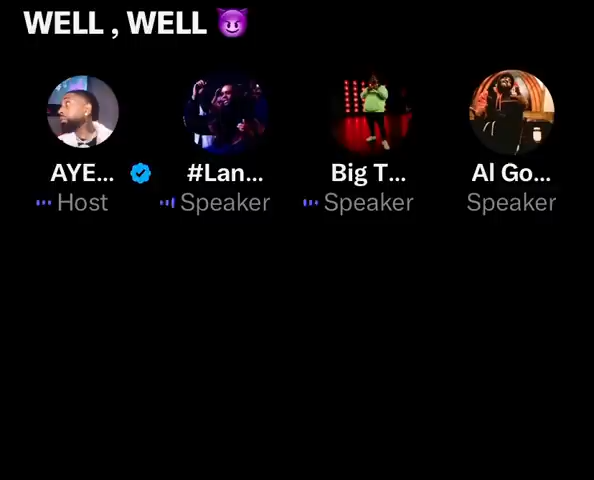 WELL , WELL 😈
AYE... #Lan... Big T... Al Go...
Host Speaker Speaker Speaker